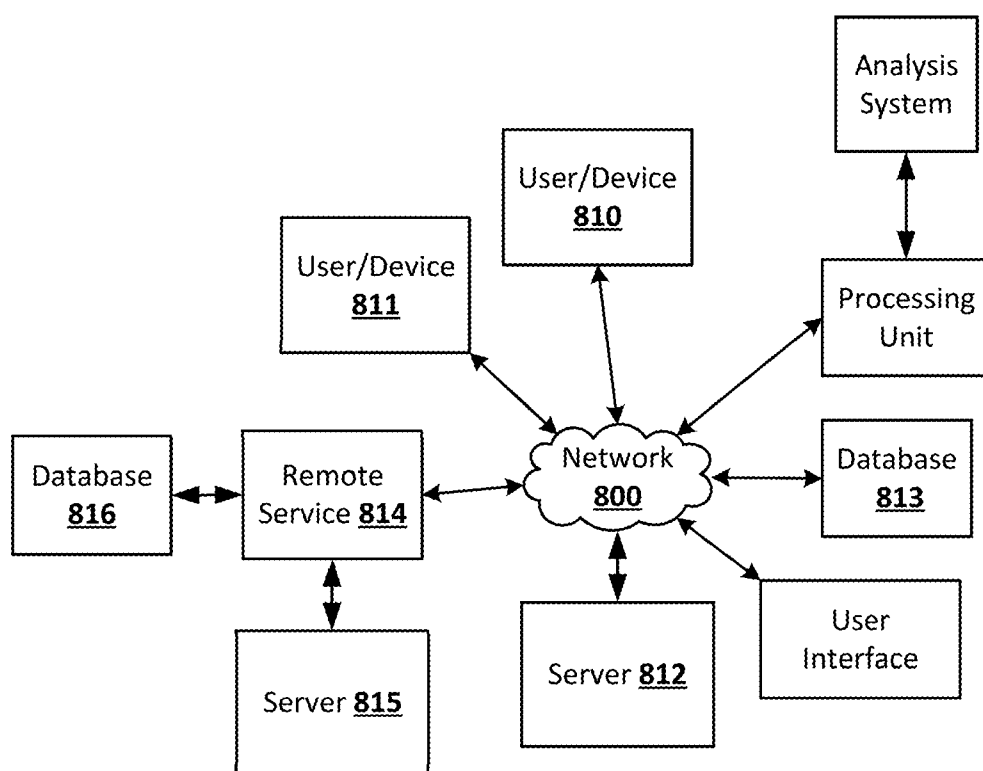 Analysis
System
User/Device
810
User/Device
811
Processing
Unit
Database
816
Remote
Service 814
Network
800
Database
813
User
Interface
Server 815
Server 812